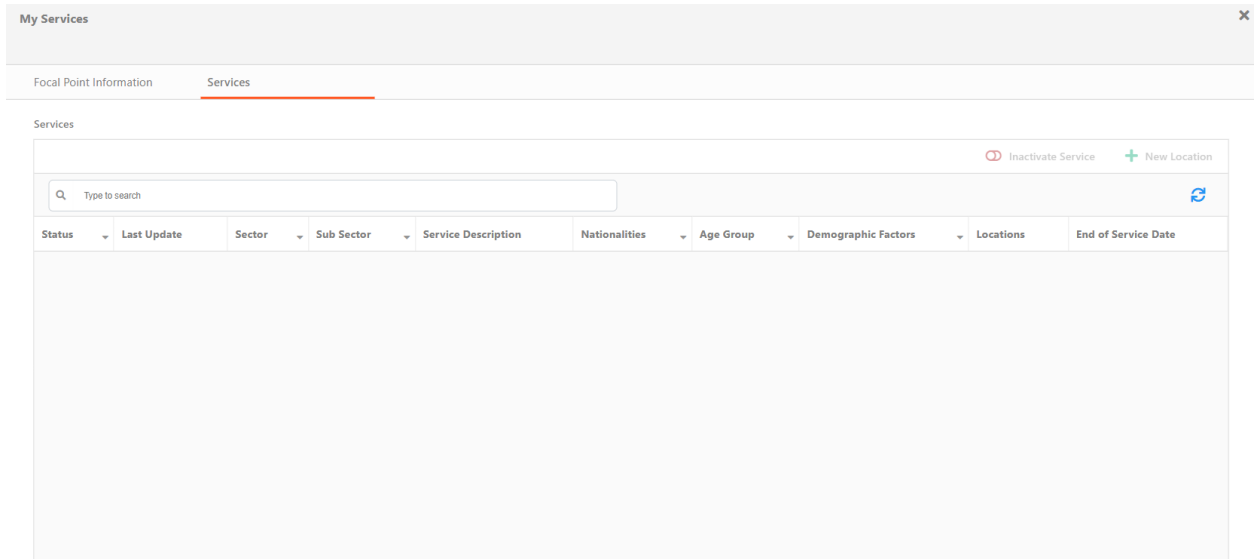 My Services
Focal Point Information Services
Services
Inactivate Service New Location
Type to search
Status Last Update Sector Sub Sector Service Description Nationalities Age Group Demographic Factors Locations End of Service Date